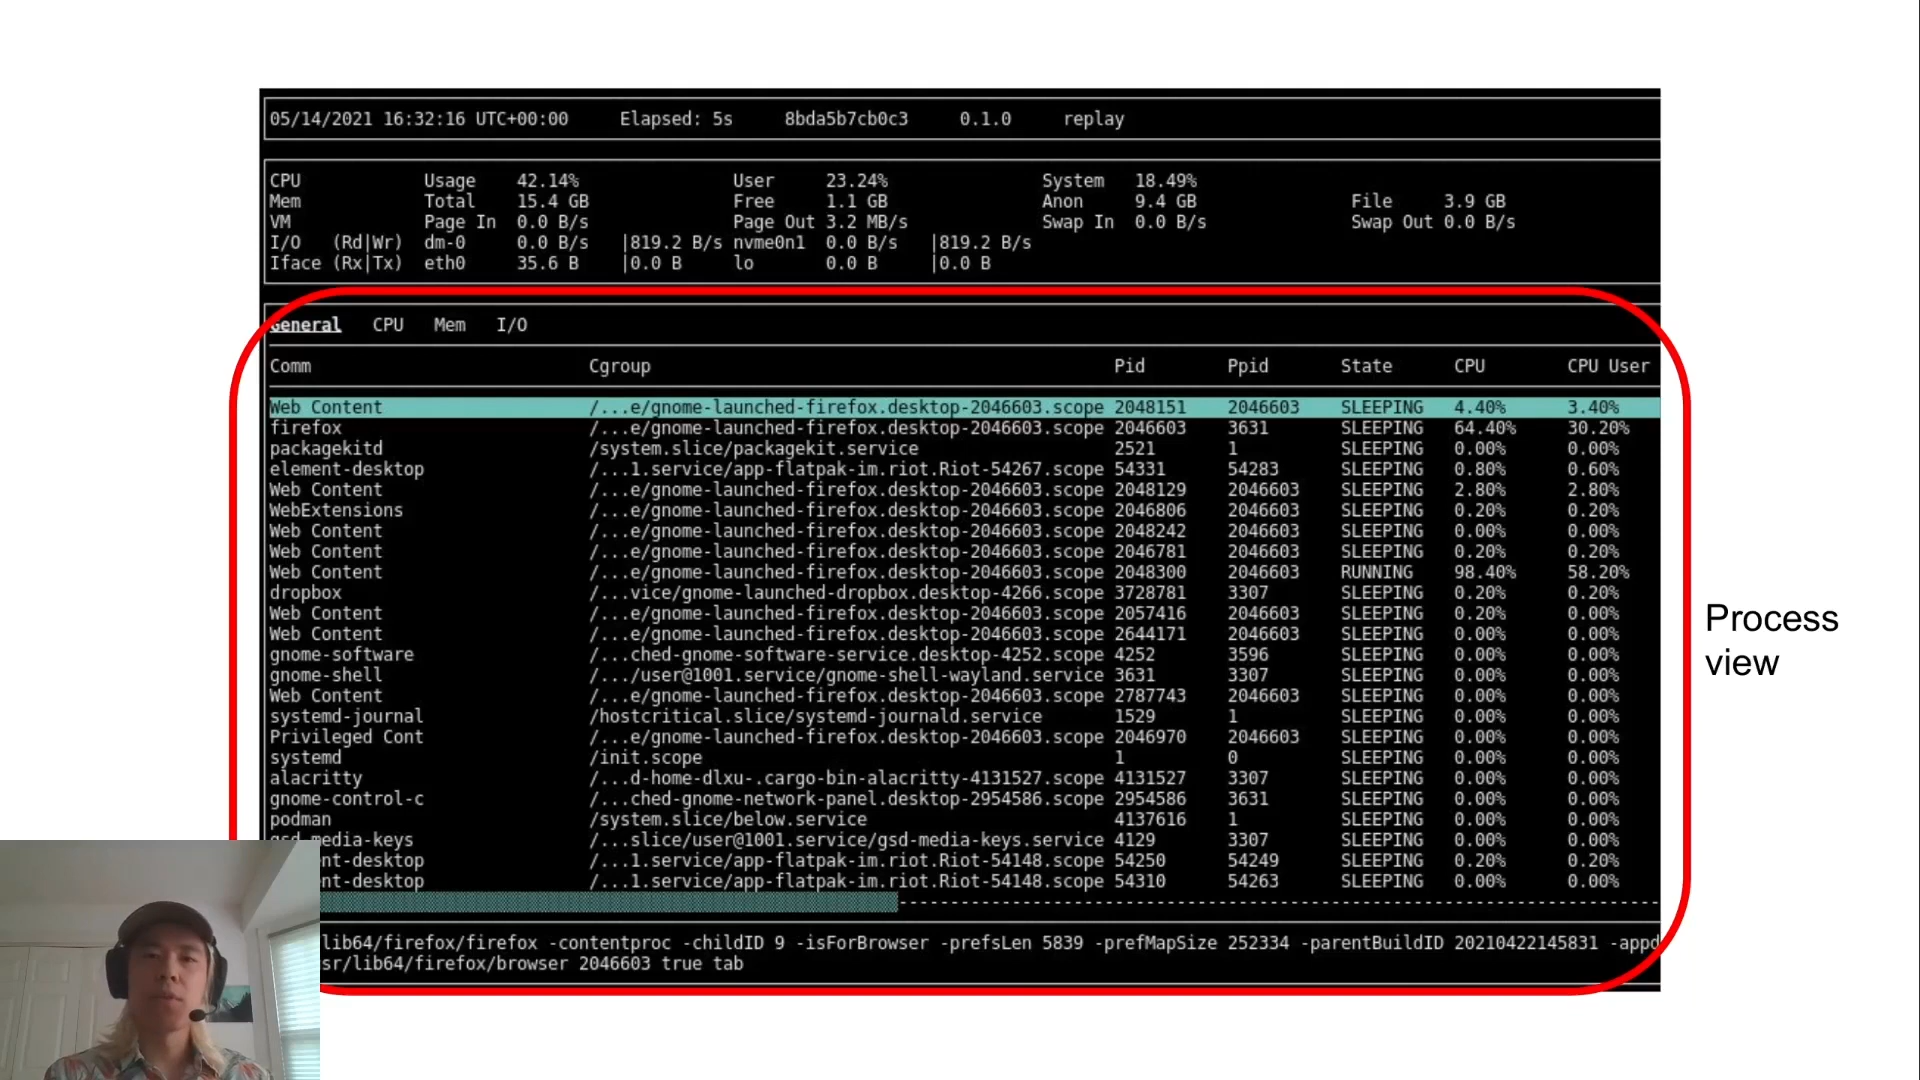 05/14/2021 16:32:16 UTC+00:00 Elapsed: 5s 8bda5b7cb0c3 0.1.0 replay
CPU Usage 42.14% User 23.24% System 18.49%
Mem Total 15.4 GB Free 1.1 GB Anon 9.4 GB File 3.9 GB
VM Page In 0.0 B/s Page Out 3.2 MB/s Swap In 0.0 B/s Swap Out 0.0 B/s
I/O (Rd|Wr) dm-0 0.0 B/s |819.2 B/s nvme0n1 0.0 B/s |819.2 B/s
Iface (Rx|Tx) eth0 35.6 B |0.0 B lo 0.0 B |0.0 B
General CPU Mem I/O
Comm Cgroup Pid Ppid State CPU CPU User
Web Content /...e/gnome-launched-firefox.desktop-2046603.scope 2048151 2046603 SLEEPING 4.40% 3.40%
firefox /...e/gnome-launched-firefox.desktop-2046603.scope 2046603 3631 SLEEPING 64.40% 30.20%
packagekitd /system.slice/packagekit.service 2521 1 SLEEPING 0.00% 0.00%
element-desktop /...1.service/app-flatpak-im.riot.Riot-54267.scope 54331 54283 SLEEPING 0.80% 0.60%
Web Content /...e/gnome-launched-firefox.desktop-2046603.scope 2048129 2046603 SLEEPING 2.80% 2.80%
WebExtensions /...e/gnome-launched-firefox.desktop-2046603.scope 2046806 2046603 SLEEPING 0.20% 0.20%
Web Content /...e/gnome-launched-firefox.desktop-2046603.scope 2048242 2046603 SLEEPING 0.00% 0.00%
Web Content /...e/gnome-launched-firefox.desktop-2046603.scope 2046781 2046603 SLEEPING 0.20% 0.20%
Web Content /...e/gnome-launched-firefox.desktop-2046603.scope 2048300 2046603 RUNNING 98.40% 58.20%
dropbox /...vice/gnome-launched-dropbox.desktop-4266.scope 3728781 3307 SLEEPING 0.20% 0.20%
Web Content /...e/gnome-launched-firefox.desktop-2046603.scope 2057416 2046603 SLEEPING 0.20% 0.00%
Web Content /...e/gnome-launched-firefox.desktop-2046603.scope 2644171 2046603 SLEEPING 0.00% 0.00%
gnome-software /...ched-gnome-software-service.desktop-4252.scope 4252 3596 SLEEPING 0.00% 0.00%
gnome-shell /.../user@1001.service/gnome-shell-wayland.service 3631 3307 SLEEPING 0.00% 0.00%
Web Content /...e/gnome-launched-firefox.desktop-2046603.scope 2787743 2046603 SLEEPING 0.00% 0.00%
systemd-journal /hostcritical.slice/systemd-journald.service 1529 1 SLEEPING 0.00% 0.00%
Privileged Cont /...e/gnome-launched-firefox.desktop-2046603.scope 2046970 2046603 SLEEPING 0.00% 0.00%
systemd /init.scope 1 0 SLEEPING 0.00% 0.00%
alacritty /...d-home-dlxu-.cargo-bin-alacritty-4131527.scope 4131527 3307 SLEEPING 0.00% 0.00%
gnome-control-c /...ched-gnome-network-panel.desktop-2954586.scope 2954586 3631 SLEEPING 0.00% 0.00%
podman /system.slice/below.service 4137616 1 SLEEPING 0.00% 0.00%
gsd-media-keys /...slice/user@1001.service/gsd-media-keys.service 4129 3307 SLEEPING 0.00% 0.00%
nt-desktop /...1.service/app-flatpak-im.riot.Riot-54148.scope 54250 54249 SLEEPING 0.20% 0.20%
nt-desktop /...1.service/app-flatpak-im.riot.Riot-54148.scope 54310 54263 SLEEPING 0.00% 0.00%
lib64/firefox/firefox -contentproc -childID 9 -isForBrowser -prefsLen 5839 -prefMapSize 252334 -parentBuildID 20210422145831 -appd
sr/lib64/firefox/browser 2046603 true tab
Process
view